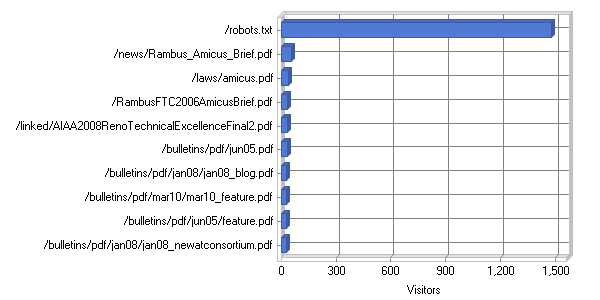 /robots.txt
/news/Rambus_Amicus_Brief.pdf
/laws/amicus.pdf
/RambusFTC2006AmicusBrief.pdf
/linked/AIAA2008RenoTechnicalExcellenceFinal2.pdf
/bulletins/pdf/jun05.pdf
/bulletins/pdf/jan08/jan08_blog.pdf
/bulletins/pdf/mar10/mar10_feature.pdf
/bulletins/pdf/jun05/feature.pdf
/bulletins/pdf/jan08/jan08_newatconsortium.pdf
0 300 600 900 1,200 1,500
Visitors